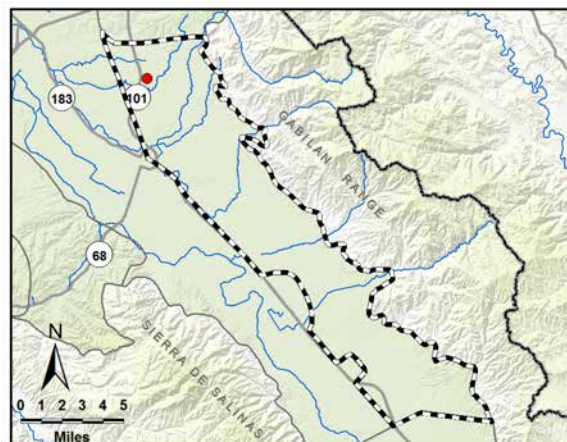 183
101
GABILAN RANGE
68
SIERRA DE SALINAS
N
0 1 2 3 4 5
Miles